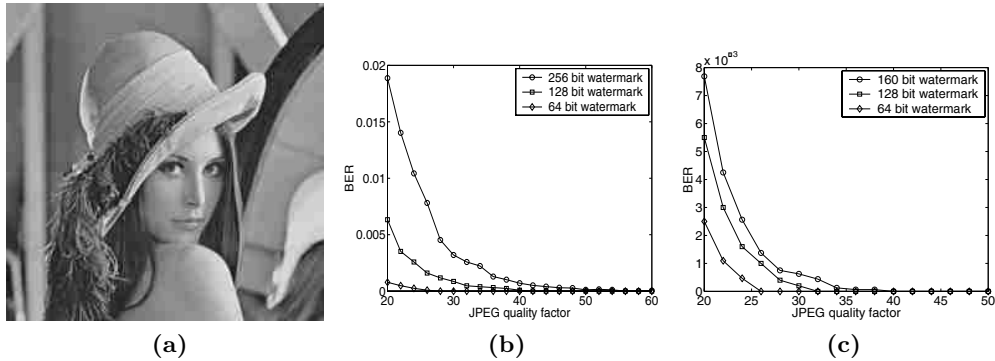 0.02
0.015
0.01
0.005
0
BER
256 bit watermark
128 bit watermark
64 bit watermark
20 30 40 50 60
JPEG quality factor
8
7
6
5
4
3
2
1
0
BER
160 bit watermark
128 bit watermark
64 bit watermark
20 25 30 35 40 45 50
JPEG quality factor
(a)
(b)
(c)